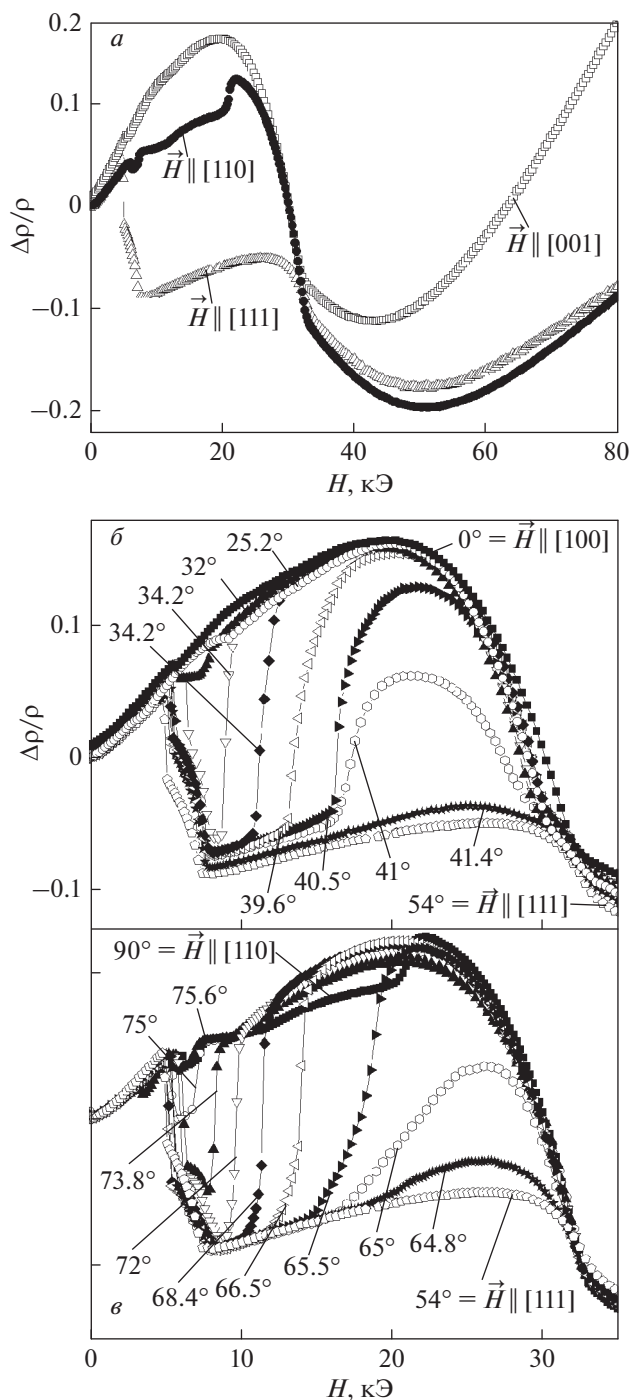 а
0.2
0.1
0
–0.1
–0.2
Δρ/ρ
H⃗ || [110]
H⃗ || [001]
H⃗ || [111]
0 20 40 60 80
H, кЭ
б
0.1
0
–0.1
Δρ/ρ
25.2°
32°
34.2°
34.2°
0° = H⃗ || [100]
41°
41.4°
40.5°
39.6°
54° = H⃗ || [111]
90° = H⃗ || [110]
75.6°
75°
73.8°
72°
68.4°
66.5°
65.5°
65°
64.8°
54° = H⃗ || [111]
в
0 10 20 30
H, кЭ